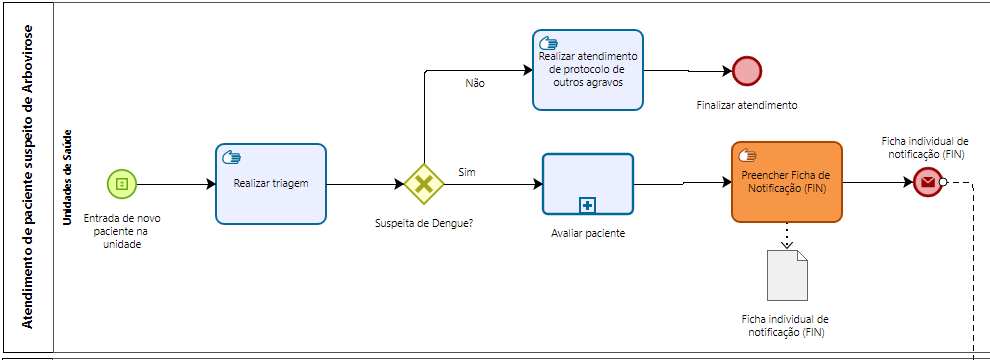 Atendimento de paciente suspeito de Arbovirose
Unidades de Saúde
Entrada de novo
paciente na
unidade
Realizar triagem
Suspeita de Dengue?
Não
Realizar atendimento
de protocolo de
outros agravos
Finalizar atendimento
Sim
Avaliar paciente
Preencher Ficha de
Notificação (FIN)
Ficha individual de
notificação (FIN)
Ficha individual de
notificação (FIN)